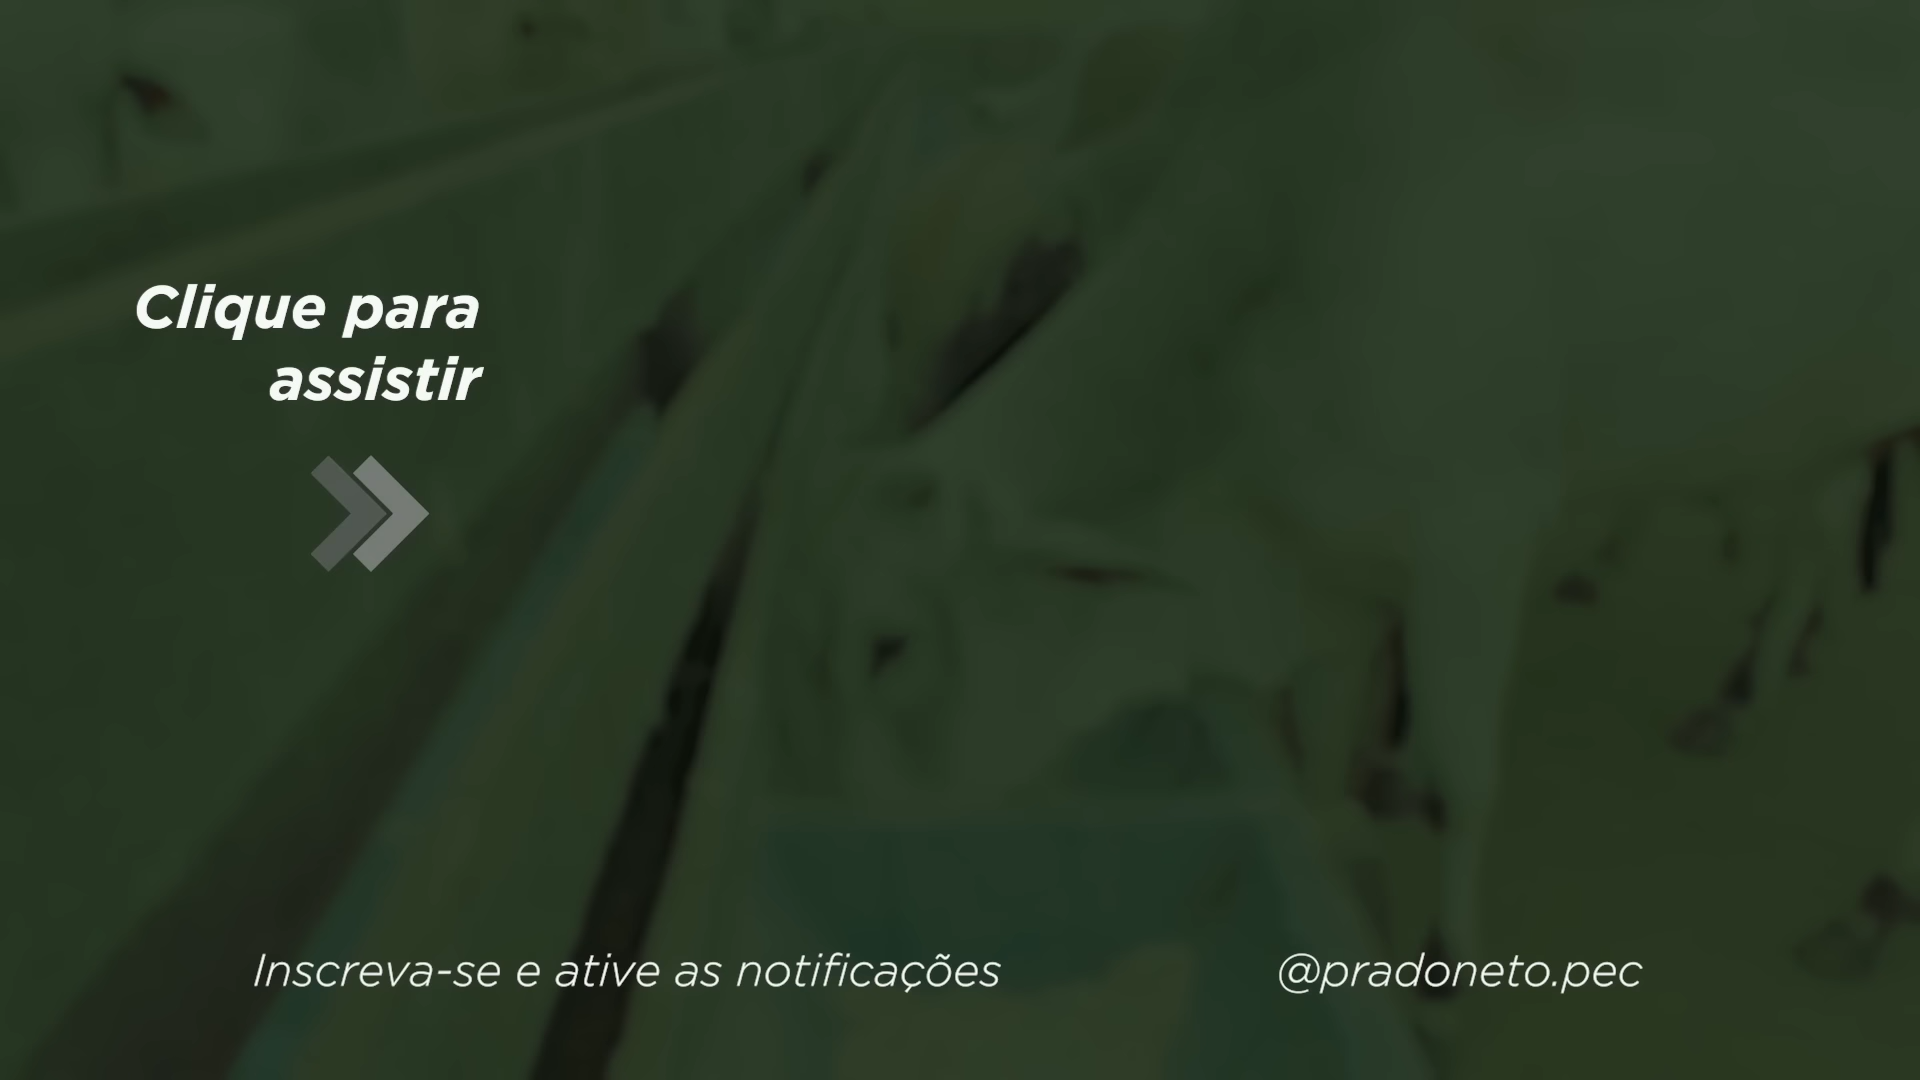 Clique para
assistir
Inscreva-se e ative as notificações
@pradoneto.pec